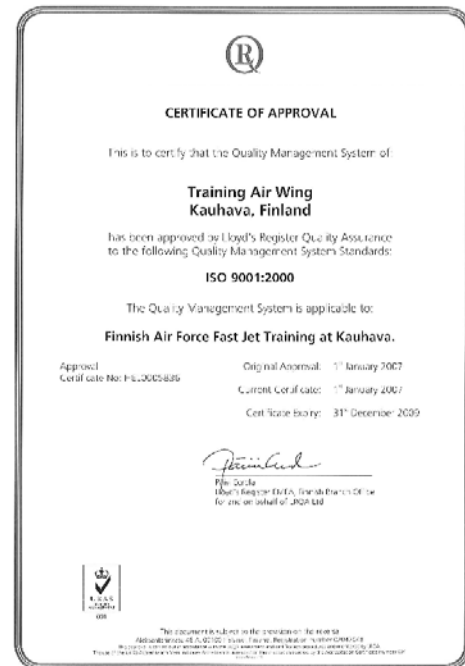 CERTIFICATE OF APPROVAL
This is to certify that the Quality Management System of:
Training Air Wing
Kauhava, Finland
has been approved by Lloyd's Register Quality Assurance
to the following Quality Management System Standards:
ISO 9001:2000
The Quality Management System is applicable to:
Finnish Air Force Fast Jet Training at Kauhava.
Approval
Certificate No: HEL0005836
Original Approval: 1st January 2007
Current Certificate: 1st January 2007
Certificate Expiry: 31st December 2009
Lloyd's Register EMEA, Finnish Branch Office
for and on behalf of LRQA Ltd
UKAS
This document is subject to the provision on the reverse